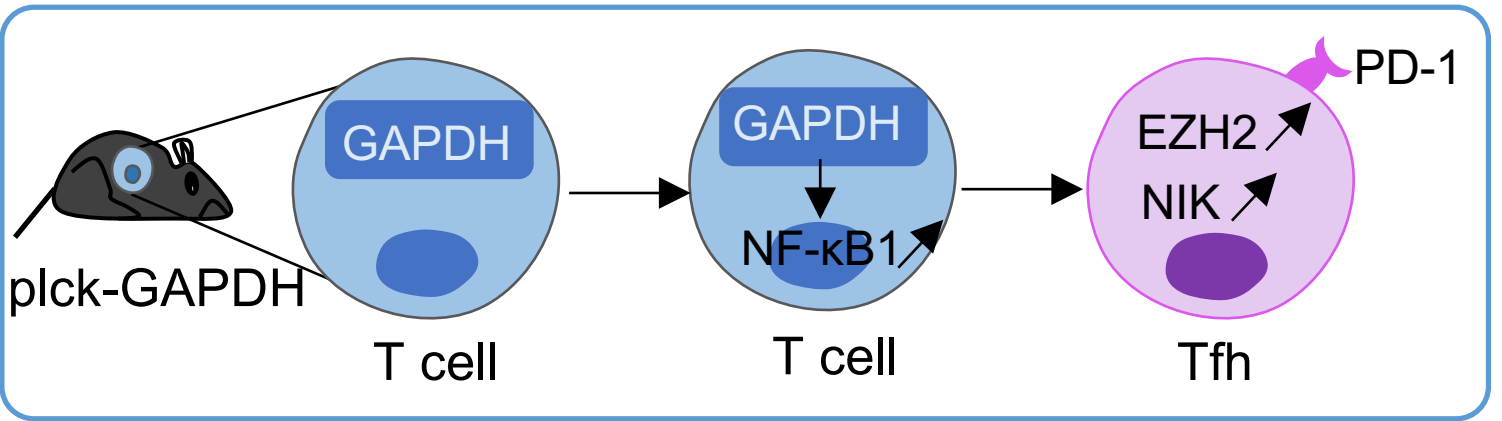 plck-GAPDH
GAPDH
T cell
GAPDH
NF-κB1
T cell
PD-1
EZH2
NIK
Tfh